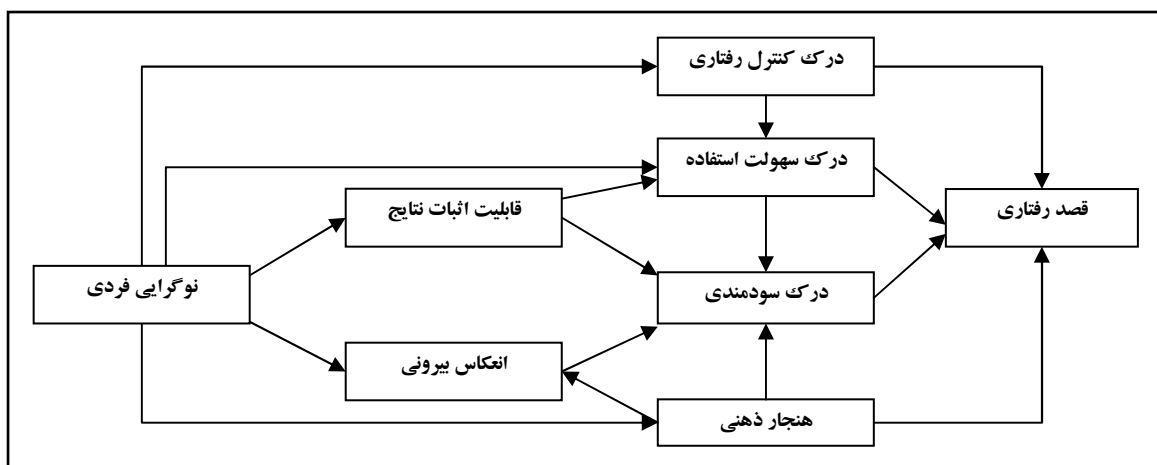 درک کنترل رفتاری
درک سهولت استفاده
قابلیت اثبات نتایج
قصد رفتاری
نوگرایی فردی
درک سودمندی
انعکاس بیرونی
هنجار ذهنی